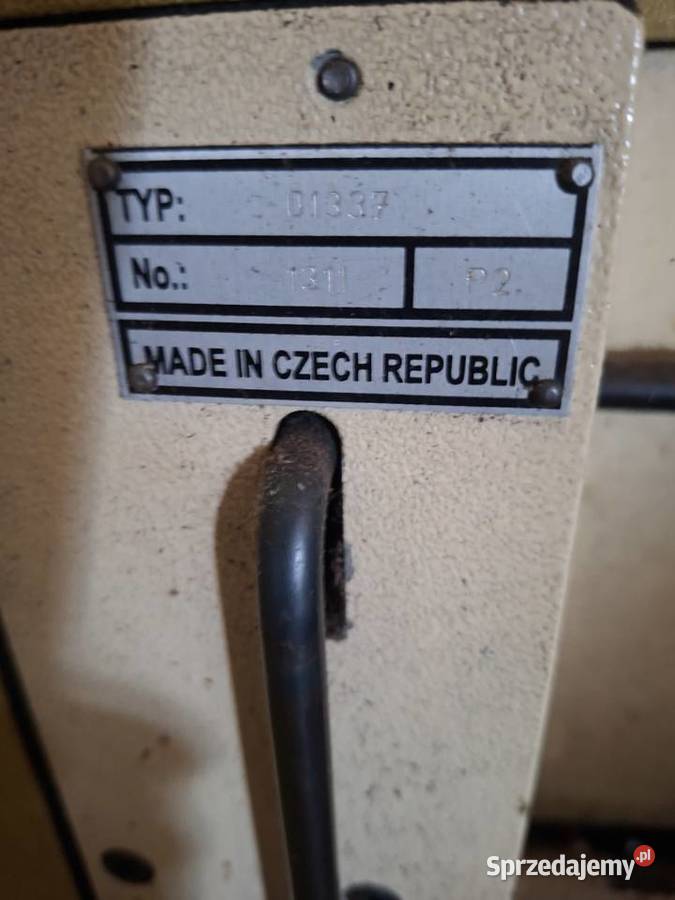 TYP: 01337
No.: 1311 P2
MADE IN CZECH REPUBLIC
Sprzedajemy.pl